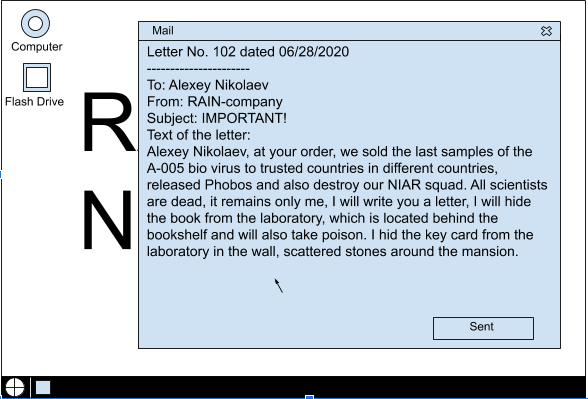 Computer
Flash Drive
R
N
Mail
Letter No. 102 dated 06/28/2020
----------------------
To: Alexey Nikolaev
From: RAIN-company
Subject: IMPORTANT!
Text of the letter:
Alexey Nikolaev, at your order, we sold the last samples of the
A-005 bio virus to trusted countries in different countries,
released Phobos and also destroy our NIAR squad. All scientists
are dead, it remains only me, I will write you a letter, I will hide
the book from the laboratory, which is located behind the
bookshelf and will also take poison. I hid the key card from the
laboratory in the wall, scattered stones around the mansion.
Sent